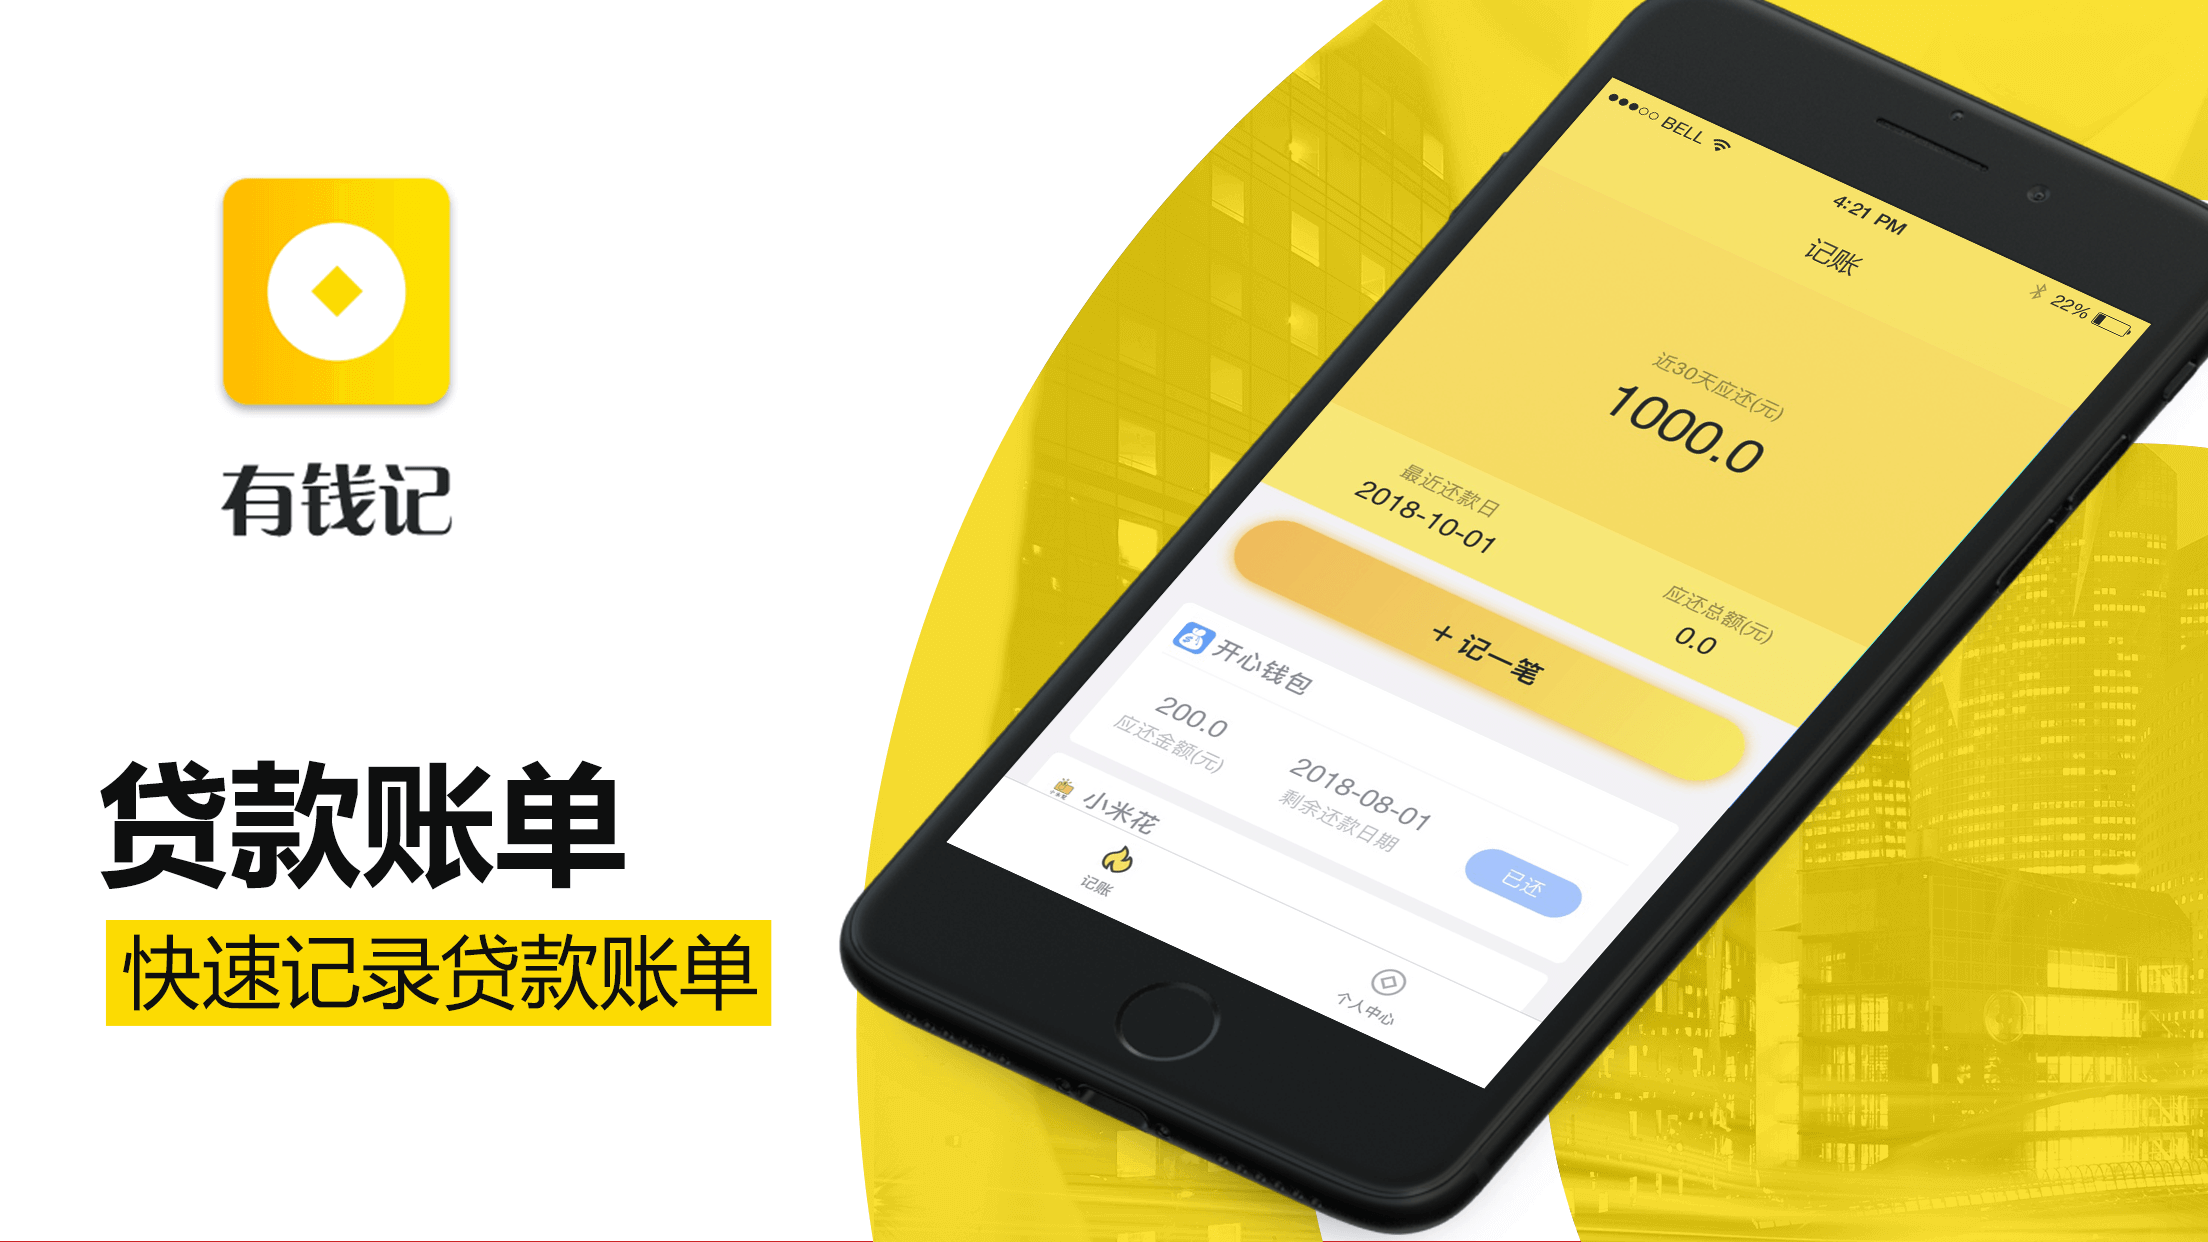 有钱记
贷款账单
快速记录贷款账单
BELL
4:21 PM
22%
记账
近30天应还(元)
1000.0
最近还款日
2018-10-01
应还总额(元)
0.0
+ 记一笔
开心钱包
200.0
应还金额(元)
2018-08-01
剩余还款日期
已还
小米花
记账
个人中心